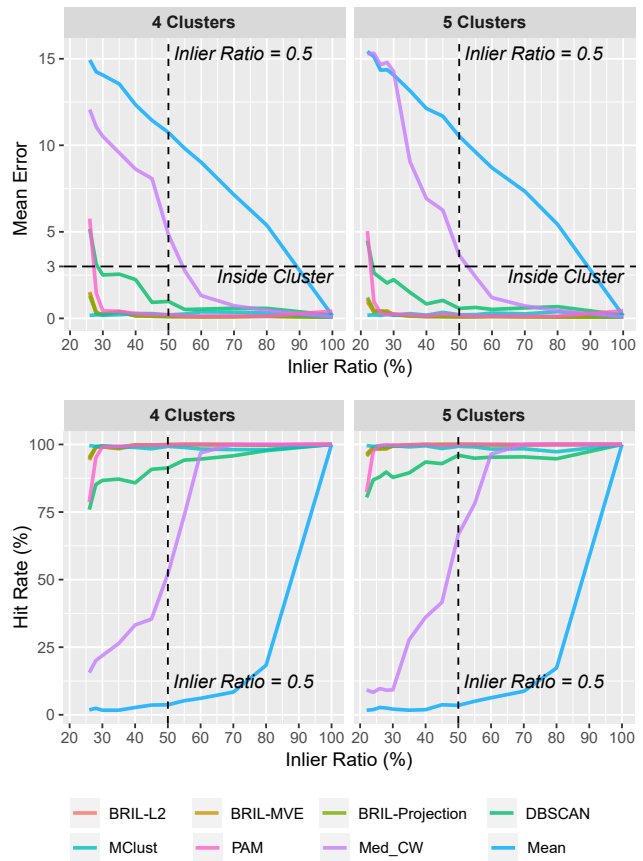 4 Clusters
5 Clusters
Inlier Ratio = 0.5
Inlier Ratio = 0.5
15
10
5
3
0
Mean Error
Inside Cluster
Inside Cluster
20 30 40 50 60 70 80 90 100
20 30 40 50 60 70 80 90 100
Inlier Ratio (%)
Inlier Ratio (%)
4 Clusters
5 Clusters
100
75
50
25
0
Hit Rate (%)
Inlier Ratio = 0.5
Inlier Ratio = 0.5
20 30 40 50 60 70 80 90 100
20 30 40 50 60 70 80 90 100
Inlier Ratio (%)
Inlier Ratio (%)
BRIL-L2 BRIL-MVE BRIL-Projection DBSCAN
MClust PAM Med_CW Mean